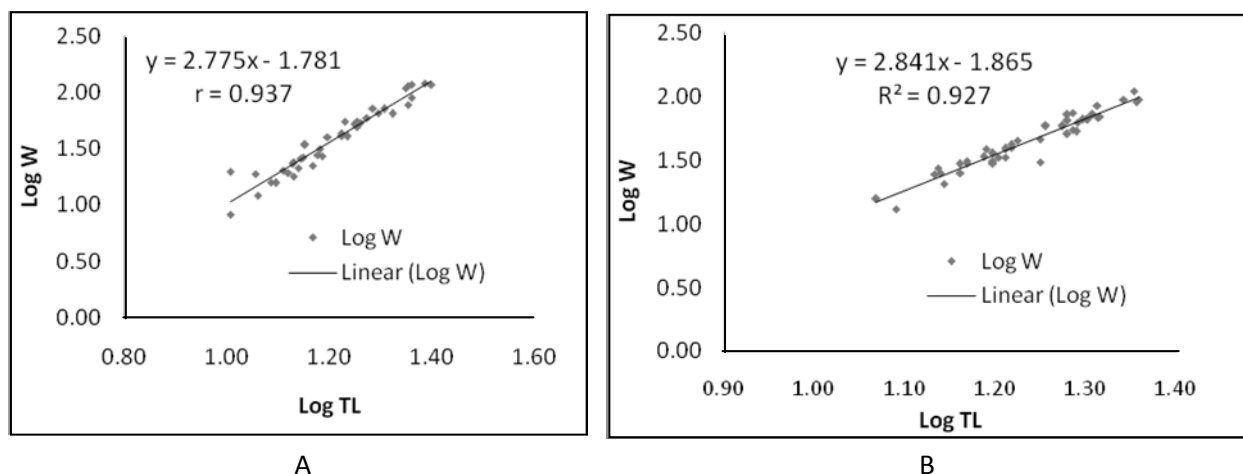 2.50
2.00
1.50
1.00
0.50
0.00
Log W
y = 2.775x - 1.781
r = 0.937
Log W
Linear (Log W)
0.80 1.00 1.20 1.40 1.60
Log TL
A
2.50
2.00
1.50
1.00
0.50
0.00
Log W
y = 2.841x - 1.865
R² = 0.927
Log W
Linear (Log W)
0.90 1.00 1.10 1.20 1.30 1.40
Log TL
B